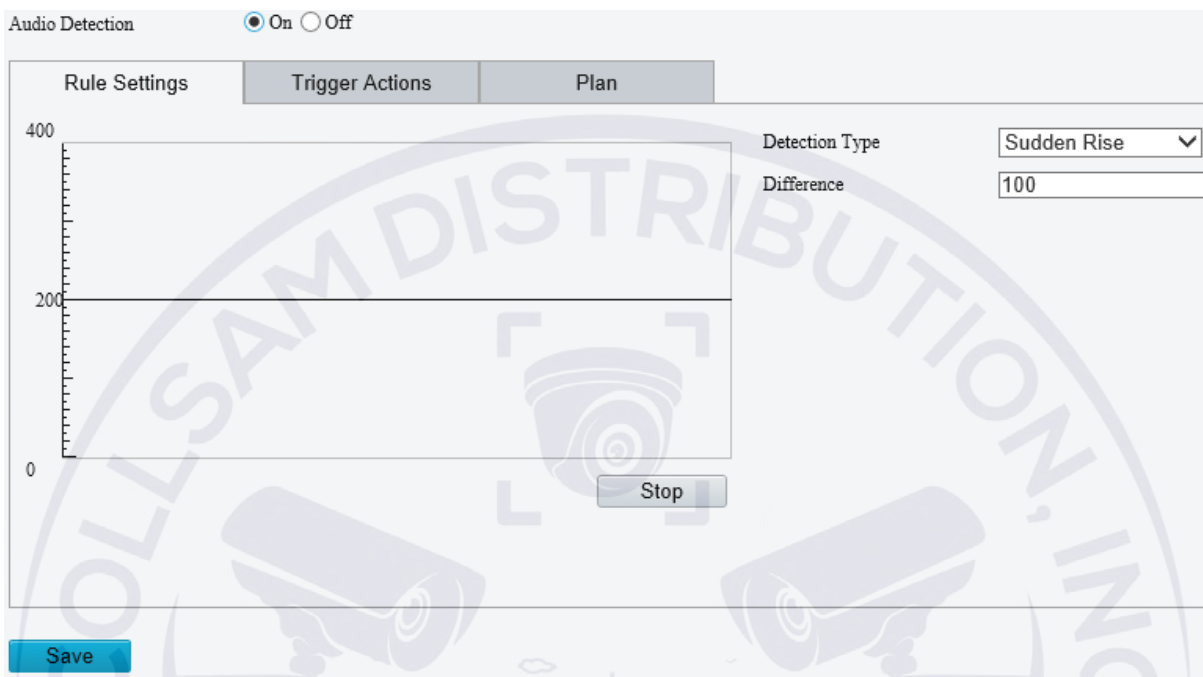 Audio Detection On Off
Rule Settings Trigger Actions Plan
400
Detection Type Sudden Rise
Difference 100
200
0
Stop
Save
OLLSAM DISTRIBUTION, INC